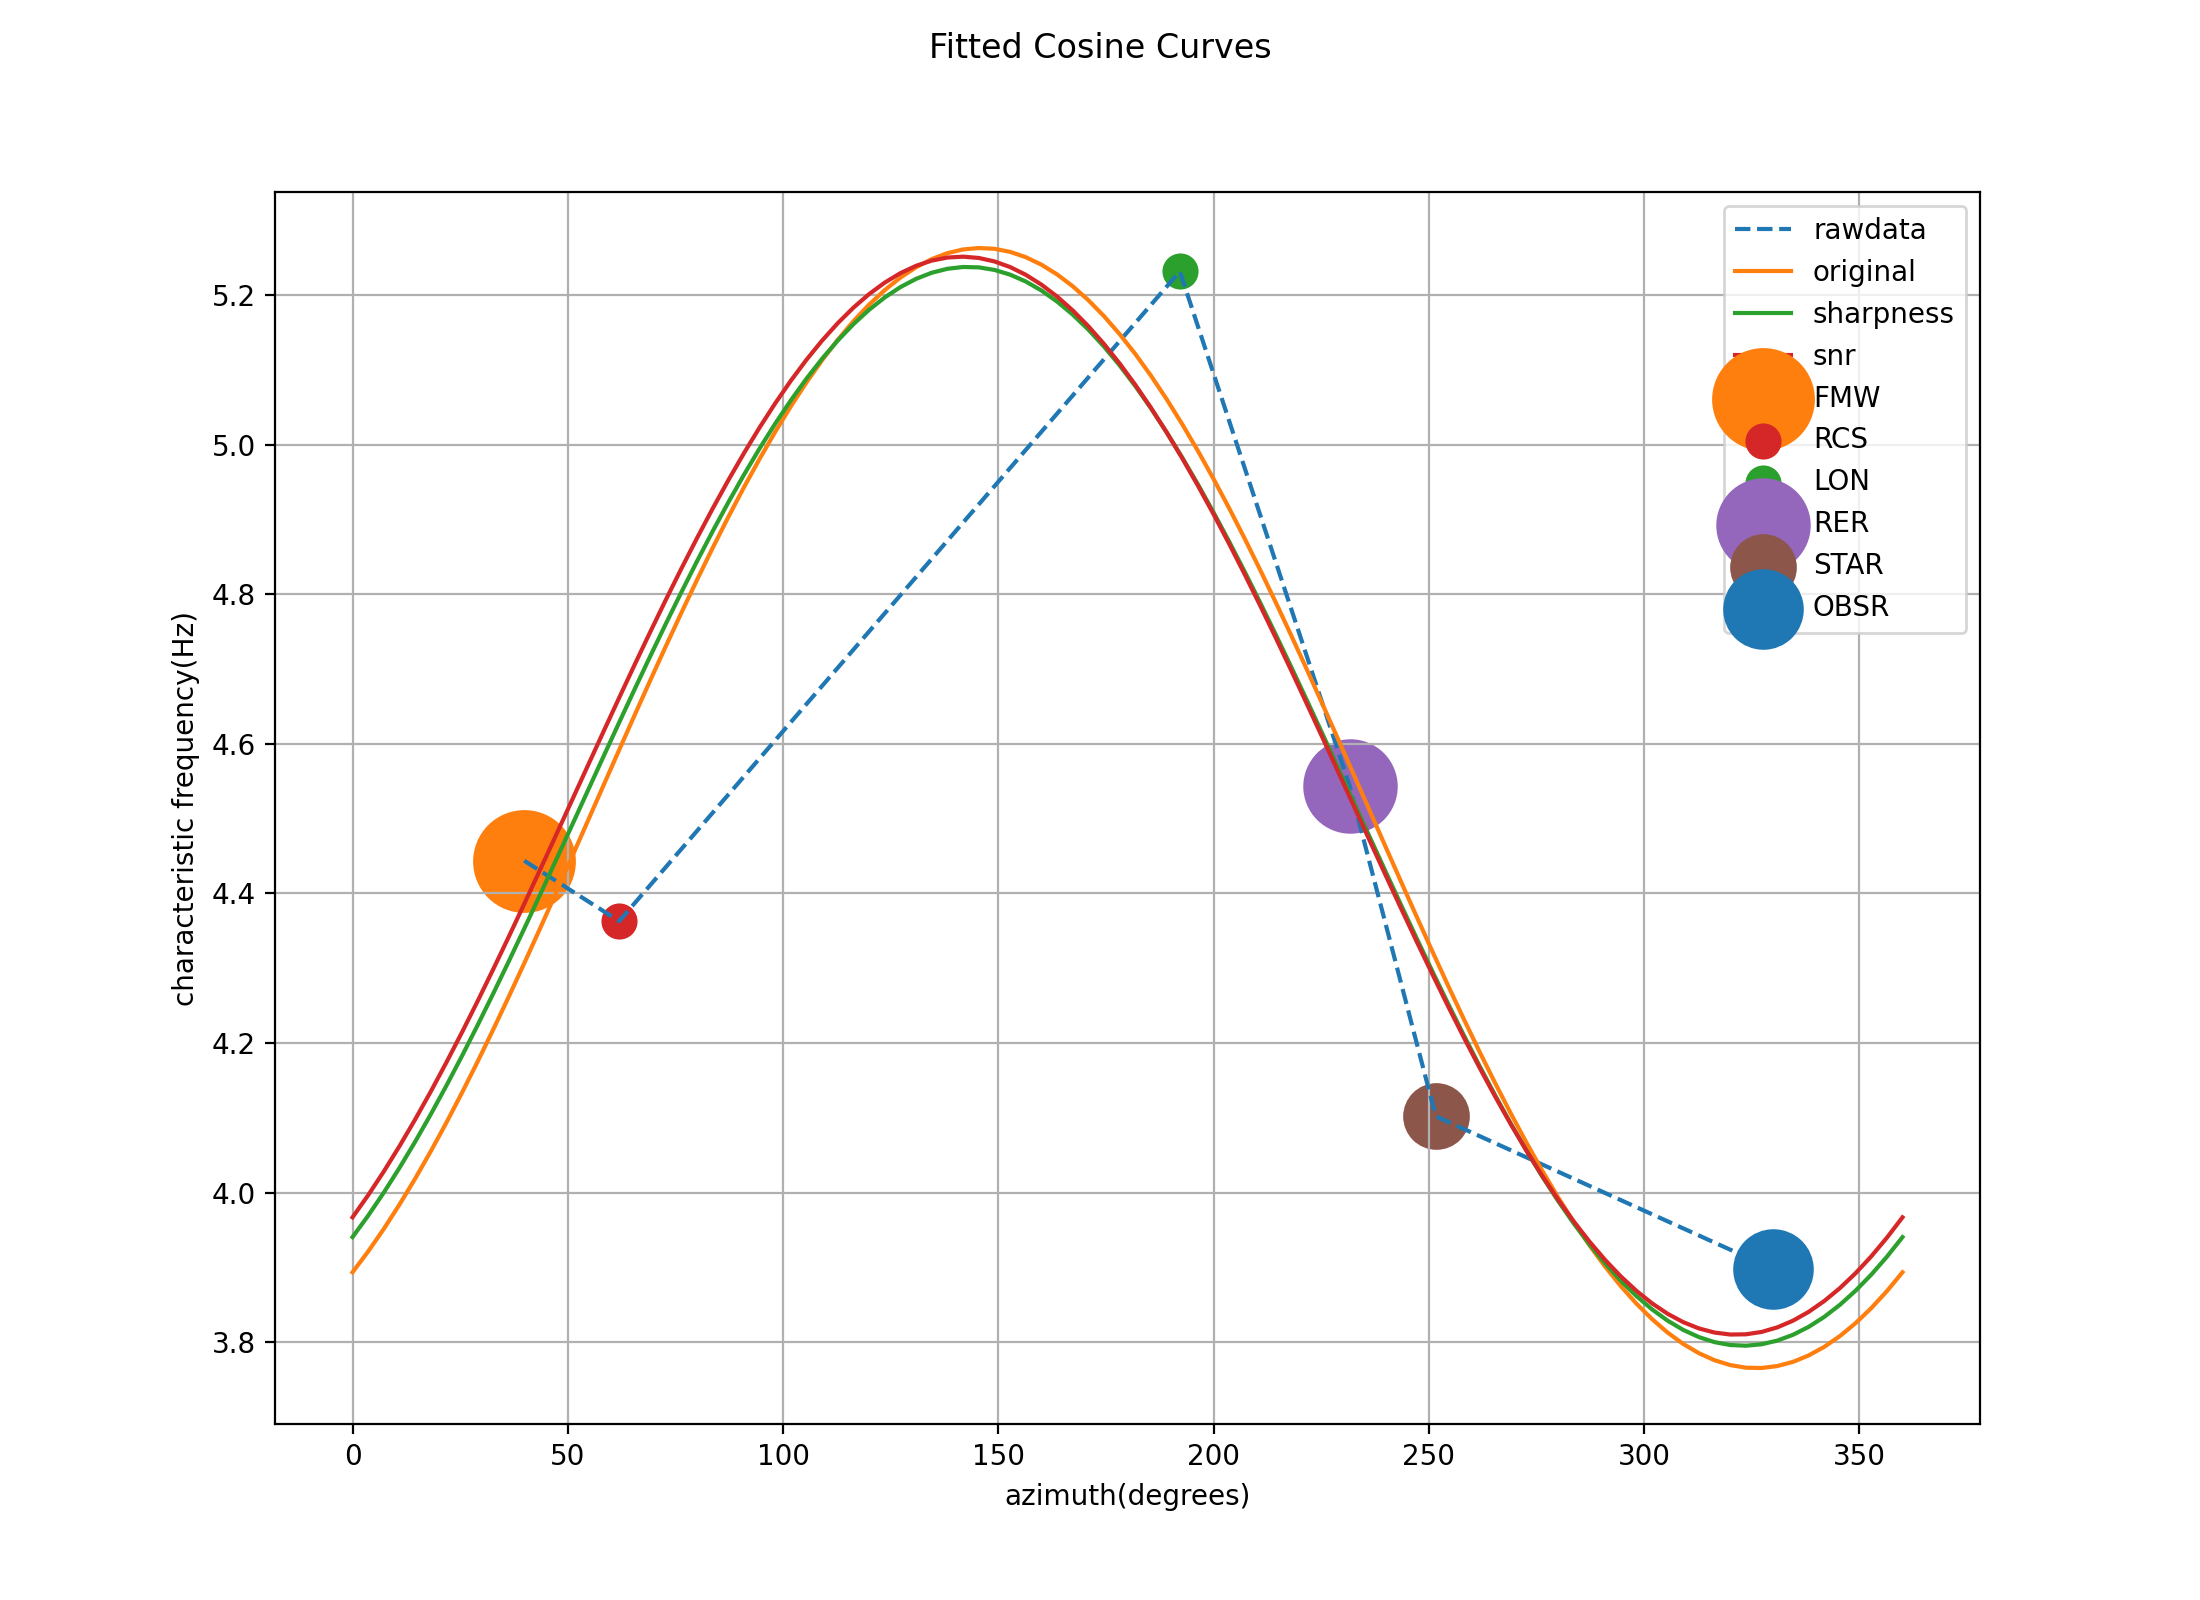 Fitted Cosine Curves
rawdata
original
sharpness
snr
FMW
RCS
LON
RER
STAR
OBSR
characteristic frequency(Hz)
5.2
5.0
4.8
4.6
4.4
4.2
4.0
3.8
0 50 100 150 200 250 300 350
azimuth(degrees)